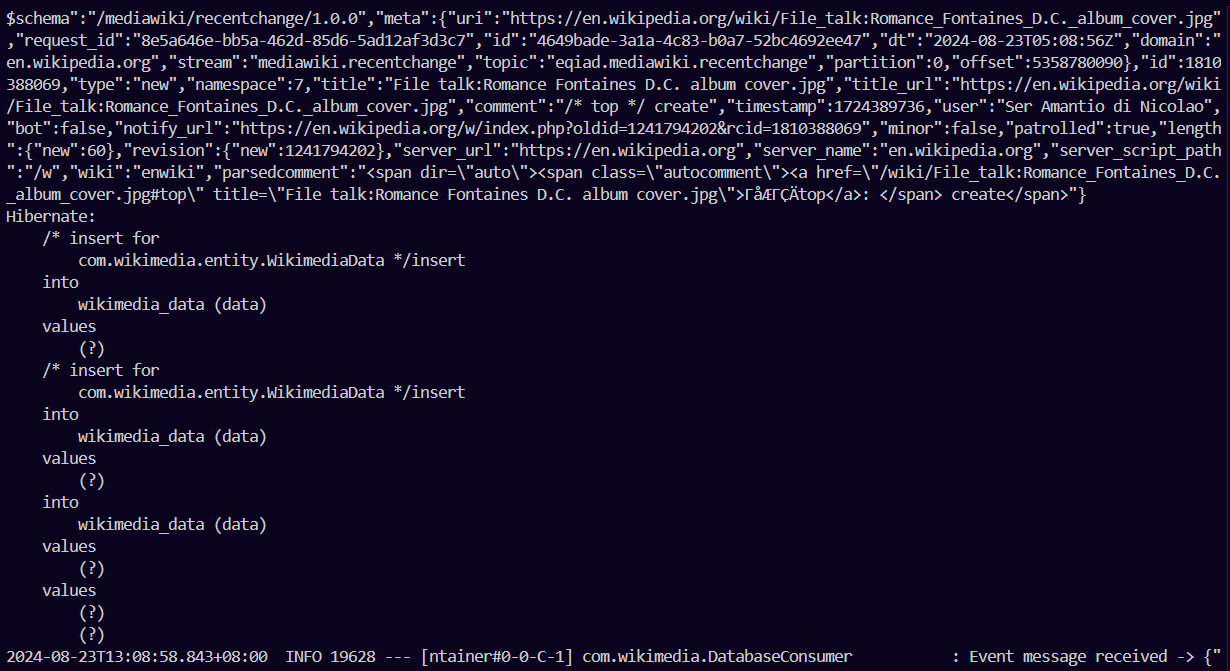 $schema":"/mediawiki/recentchange/1.0.0","meta":{"uri":"https://en.wikipedia.org/wiki/File_talk:Romance_Fontaines_D.C._album_cover.jpg"
,"request_id":"8e5a646e-bb5a-462d-85d6-5ad12af3d3c7","id":"4649bade-3a1a-4c83-b0a7-52bc4692ee47","dt":"2024-08-23T05:08:56Z","domain":"
en.wikipedia.org","stream":"mediawiki.recentchange","topic":"eqiad.mediawiki.recentchange","partition":0,"offset":5358780090},"id":1810
388069,"type":"new","namespace":7,"title":"File talk:Romance Fontaines D.C. album cover.jpg","title_url":"https://en.wikipedia.org/wiki
/File_talk:Romance_Fontaines_D.C._album_cover.jpg","comment":"/* top */ create","timestamp":1724389736,"user":"Ser Amantio di Nicolao",
"bot":false,"notify_url":"https://en.wikipedia.org/w/index.php?oldid=1241794202&rcid=1810388069","minor":false,"patrolled":true,"length
":{"new":60},"revision":{"new":1241794202},"server_url":"https://en.wikipedia.org","server_name":"en.wikipedia.org","server_script_path
":"/w","wiki":"enwiki","parsedcomment":"<span dir=\"auto\"><span class=\"autocomment\"><a href=\"/wiki/File_talk:Romance_Fontaines_D.C.
_album_cover.jpg#top\" title=\"File talk:Romance Fontaines D.C. album cover.jpg\">ΓåÆΓÇÄtop</a>: </span> create</span>"}
Hibernate:
    /* insert for
        com.wikimedia.entity.WikimediaData */insert
    into
        wikimedia_data (data)
    values
        (?)
    /* insert for
        com.wikimedia.entity.WikimediaData */insert
    into
        wikimedia_data (data)
    values
        (?)
    into
        wikimedia_data (data)
    values
        (?)
    values
        (?)
        (?)
2024-08-23T13:08:58.843+08:00  INFO 19628 --- [ntainer#0-0-C-1] com.wikimedia.DatabaseConsumer           : Event message received -> {"